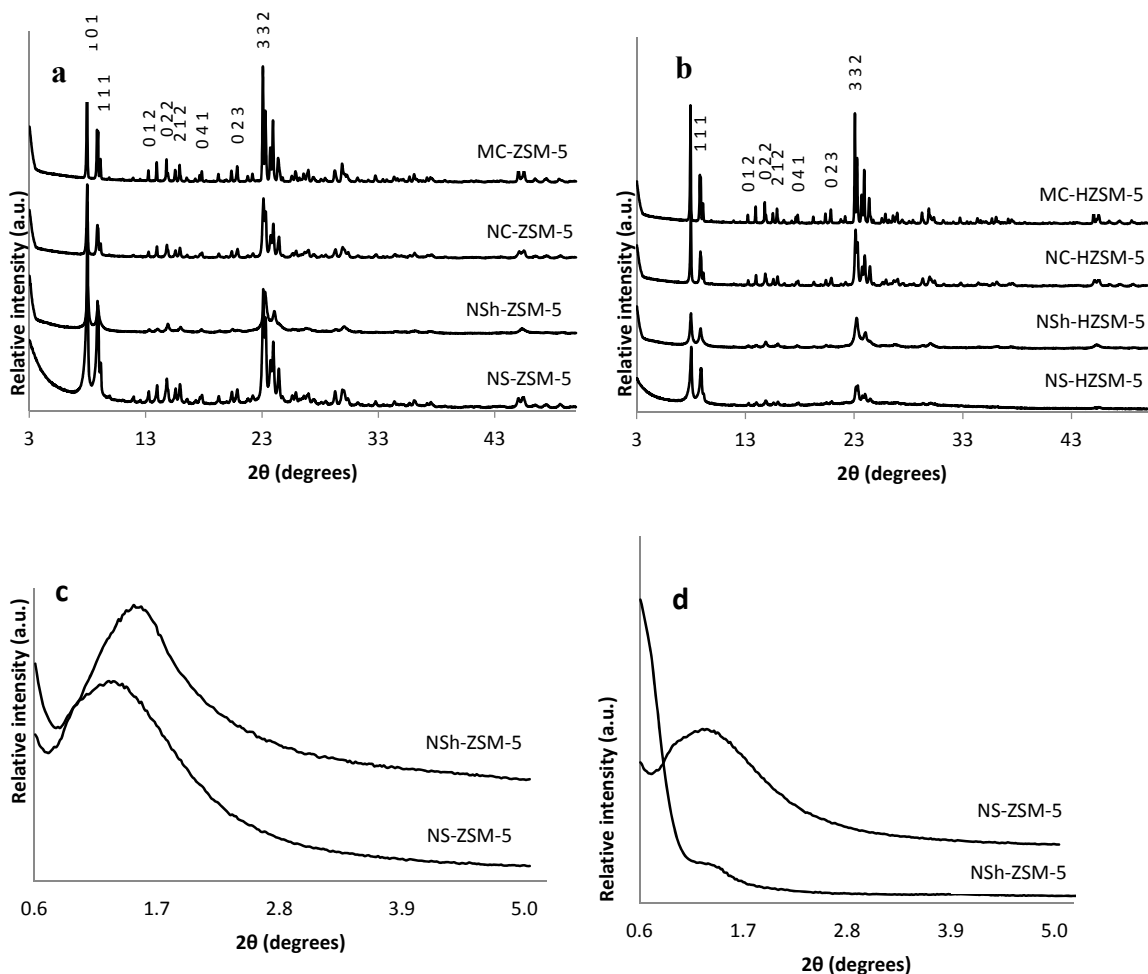 a
1 0 1
1 1 1
0 1 2
0 2 2
2 1 2
0 4 1
0 2 3
3 3 2
MC-ZSM-5
NC-ZSM-5
NSh-ZSM-5
NS-ZSM-5
Relative intensity (a.u.)
3 13 23 33 43
2θ (degrees)
b
1 1 1
0 1 2
0 2 2
2 1 2
0 4 1
0 2 3
3 3 2
MC-HZSM-5
NC-HZSM-5
NSh-HZSM-5
NS-HZSM-5
Relative intensity (a.u.)
3 13 23 33 43
2θ (degrees)
c
NSh-ZSM-5
NS-ZSM-5
Relative intensity (a.u.)
0.6 1.7 2.8 3.9 5.0
2θ (degrees)
d
NS-ZSM-5
NSh-ZSM-5
Relative intensity (a.u.)
0.6 1.7 2.8 3.9 5.0
2θ (degrees)